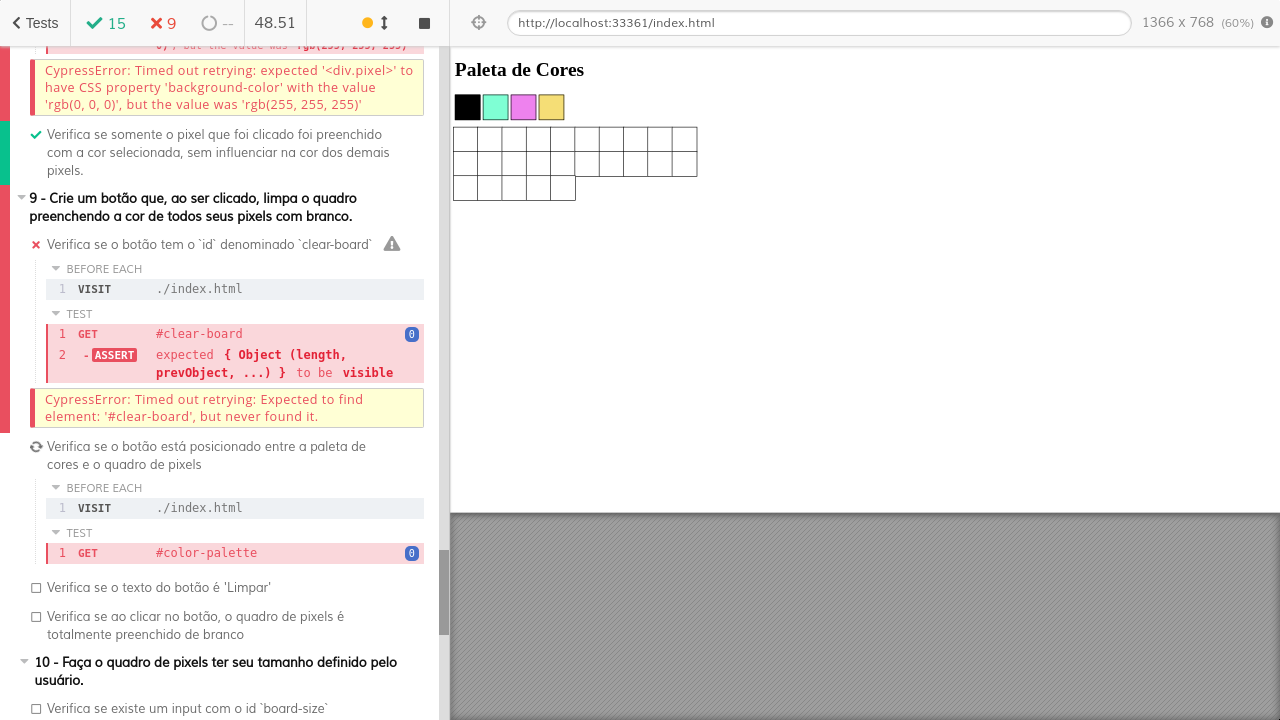 Tests
15
9
--
48.51
http://localhost:33361/index.html
1366 x 768 (60%)
0), but the value was rgb(255, 255, 255)
CypressError: Timed out retrying: expected '<div.pixel>' to
have CSS property 'background-color' with the value
'rgb(0, 0, 0)', but the value was 'rgb(255, 255, 255)'
Verifica se somente o pixel que foi clicado foi preenchido
com a cor selecionada, sem influenciar na cor dos demais
pixels.
9 - Crie um botão que, ao ser clicado, limpa o quadro
preenchendo a cor de todos seus pixels com branco.
Verifica se o botão tem o `id` denominado `clear-board`
BEFORE EACH
1 VISIT ./index.html
TEST
1 GET #clear-board 0
2 -ASSERT expected { Object (length,
prevObject, ...) } to be visible
CypressError: Timed out retrying: Expected to find
element: '#clear-board', but never found it.
Verifica se o botão está posicionado entre a paleta de
cores e o quadro de pixels
BEFORE EACH
1 VISIT ./index.html
TEST
1 GET #color-palette 0
Verifica se o texto do botão é 'Limpar'
Verifica se ao clicar no botão, o quadro de pixels é
totalmente preenchido de branco
10 - Faça o quadro de pixels ter seu tamanho definido pelo
usuário.
Verifica se existe um input com o id `board-size`
Paleta de Cores